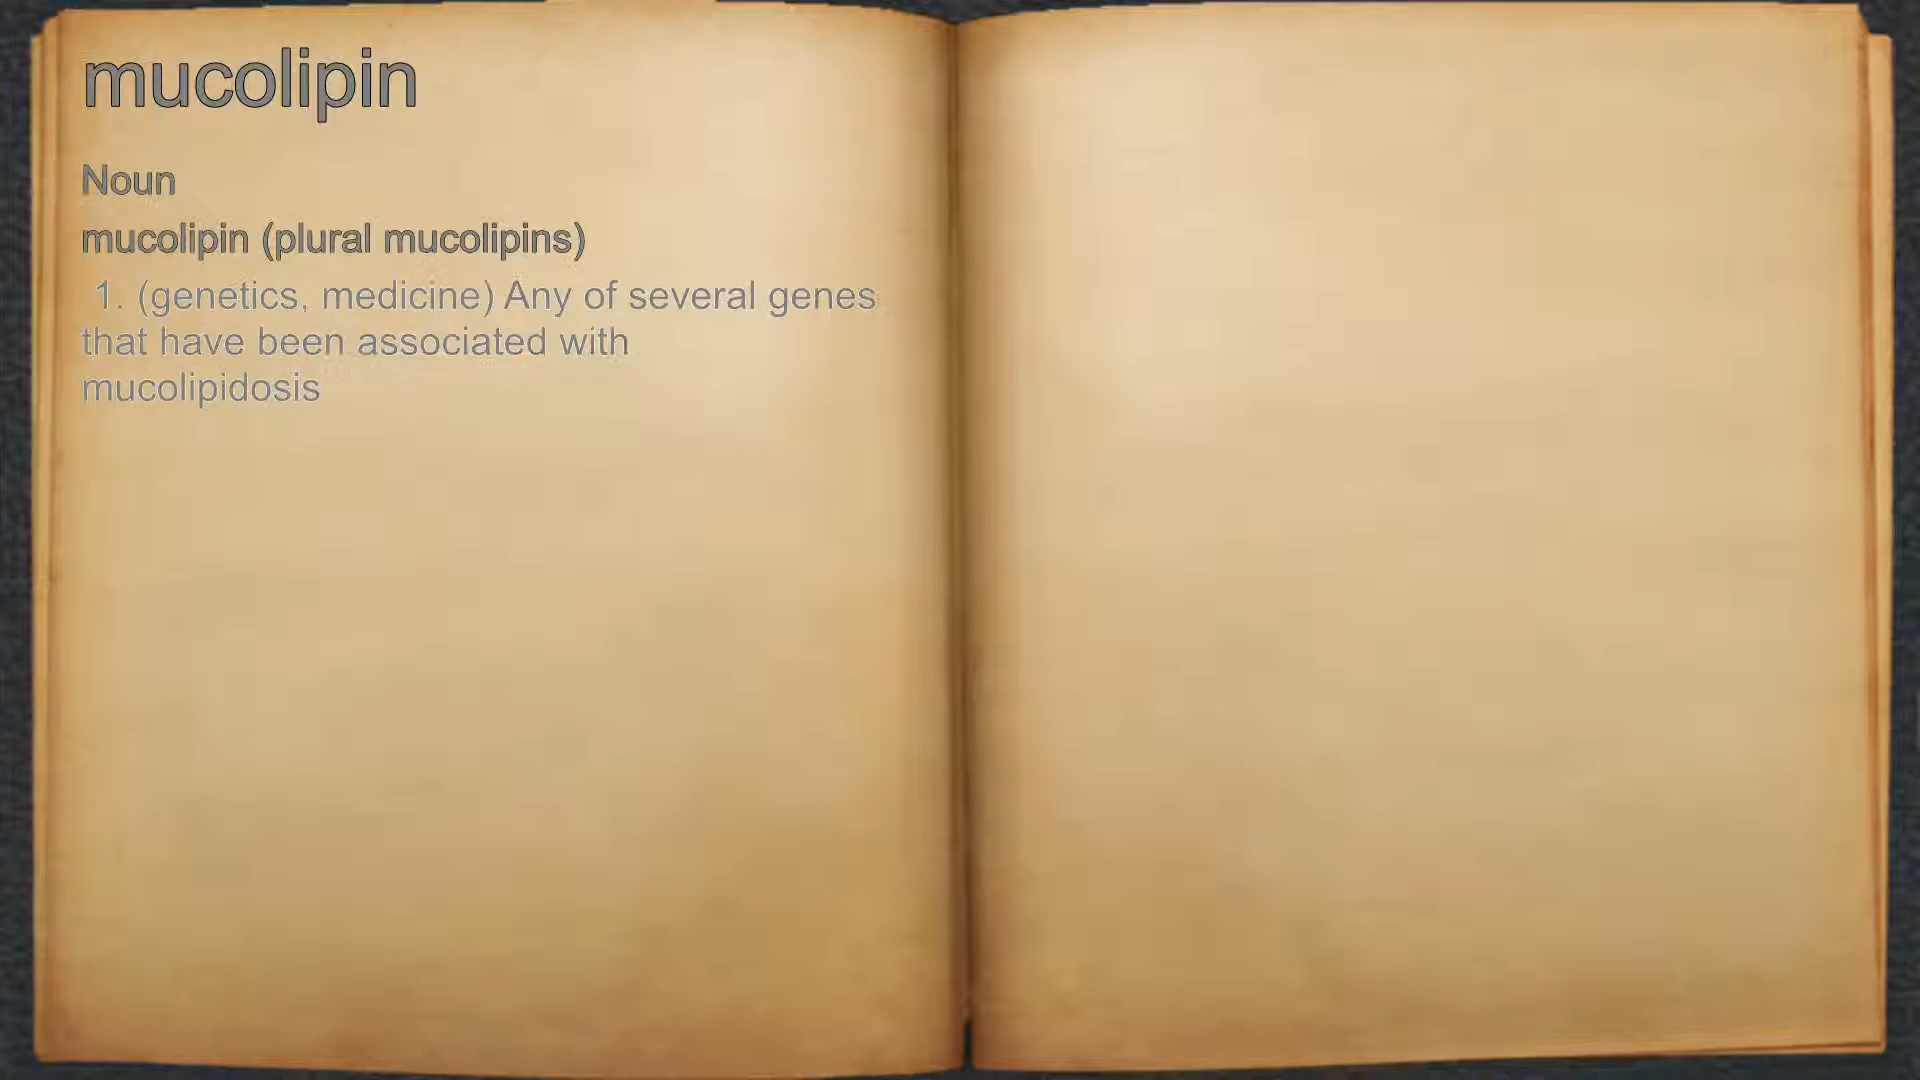 mucolipin
Noun
mucolipin (plural mucolipins)
1. (genetics, medicine) Any of several genes
that have been associated with
mucolipidosis